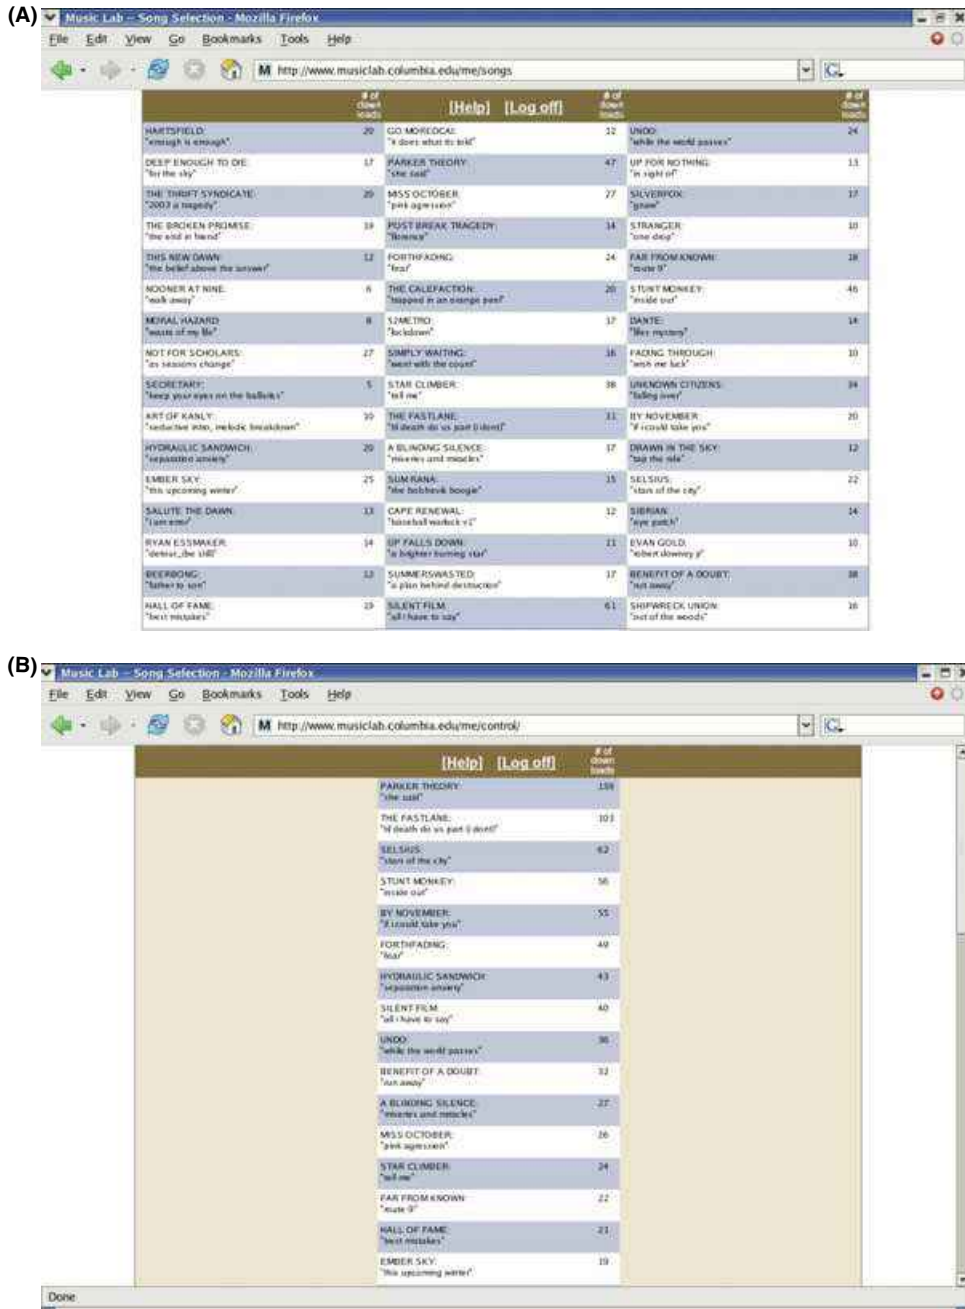 (A)
Music Lab - Song Selection - Mozilla Firefox
File Edit View Go Bookmarks Tools Help
http://www.musiclab.columbia.edu/me/songs
# of down loads [Help] [Log off] # of down loads # of down loads
HARTSFIELD: 20 GO MOREDCAI: 12 UNDO: 24
"enough is enough" "it does what its told" "while the world passes"
DEEP ENOUGH TO DIE: 17 PARKER THEORY: 47 UP FOR NOTHING: 13
"for the sky" "she said" "in sight of"
THE THRIFT SYNDICATE: 20 MISS OCTOBER: 27 SILVERFOX: 17
"2003 a tragedy" "pink agression" "gnaw"
THE BROKEN PROMISE: 19 POST BREAK TRAGEDY: 14 STRANGER: 10
"the end in friend" "florence" "one drop"
THIS NEW DAWN: 12 FORTHFADING: 24 FAR FROM KNOWN: 18
"the belief above the answer" "fear" "route 9"
NOONER AT NINE: 6 THE CALEFACTION: 20 STUNT MONKEY: 46
"walk away" "trapped in an orange peel" "inside out"
MORAL HAZARD: 8 52METRO: 17 DANTE: 14
"waste of my life" "lockdown" "lifes mystery"
NOT FOR SCHOLARS: 27 SIMPLY WAITING: 16 FADING THROUGH: 10
"as seasons change" "went with the count" "wish me luck"
SECRETARY: 5 STAR CLIMBER: 38 UNKNOWN CITIZENS: 34
"keep your eyes on the ballistics" "tell me" "falling over"
ART OF KANLY: 10 THE FASTLANE: 11 BY NOVEMBER: 20
"seductive intro, melodic breakdown" "til death do us part (i dont)" "if i could take you"
HYDRAULIC SANDWICH: 20 A BLINDING SILENCE: 17 DRAWN IN THE SKY: 12
"separation anxiety" "miseries and miracles" "tap the ride"
EMBER SKY: 25 SUM RANA: 15 SELSIUS: 22
"this upcoming winter" "the bolshevik boogie" "stars of the city"
SALUTE THE DAWN: 13 CAPE RENEWAL: 12 SIBRIAN: 14
"i am error" "baseball warlock v1" "eye patch"
RYAN ESSMAKER: 14 UP FALLS DOWN: 11 EVAN GOLD: 10
"detour_(be still)" "a brighter burning star" "robert downey jr"
BEERBONG: 12 SUMMERSWASTED: 17 BENEFIT OF A DOUBT: 38
"father to son" "a plan behind destruction" "run away"
HALL OF FAME: 19 SILENT FILM: 61 SHIPWRECK UNION: 16
"best mistakes" "all i have to say" "out of the woods"
(B)
Music Lab - Song Selection - Mozilla Firefox
File Edit View Go Bookmarks Tools Help
http://www.musiclab.columbia.edu/me/control/
[Help] [Log off] # of down loads
PARKER THEORY:
"she said"
THE FASTLANE: 103
"til death do us part (i dont)"
SELSIUS: 62
"stars of the city"
STUNT MONKEY: 56
"inside out"
BY NOVEMBER: 55
"if i could take you"
FORTHFADING: 49
"fear"
HYDRAULIC SANDWICH: 43
"separation anxiety"
SILENT FILM: 40
"all i have to say"
UNDO: 36
"while the world passes"
BENEFIT OF A DOUBT: 32
"run away"
A BLINDING SILENCE: 27
"miseries and miracles"
MISS OCTOBER: 26
"pink agression"
STAR CLIMBER: 24
"tell me"
FAR FROM KNOWN: 22
"route 9"
HALL OF FAME: 21
"best mistakes"
EMBER SKY: 19
"this upcoming winter"
Done